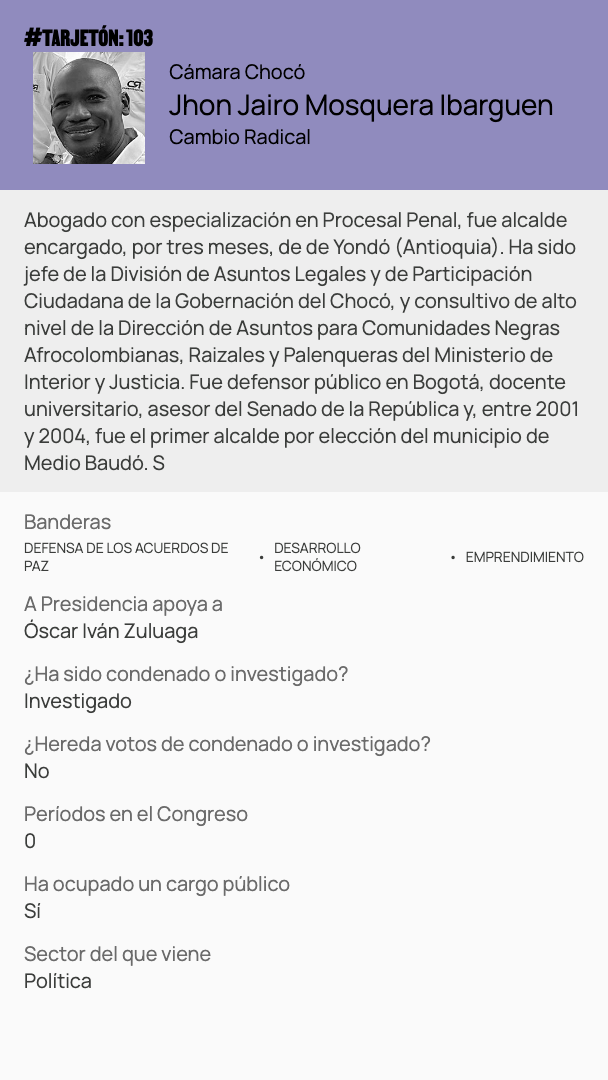 #TARJETÓN: 103
Cámara Chocó
Jhon Jairo Mosquera Ibarguen
Cambio Radical
Abogado con especialización en Procesal Penal, fue alcalde
encargado, por tres meses, de de Yondó (Antioquia). Ha sido
jefe de la División de Asuntos Legales y de Participación
Ciudadana de la Gobernación del Chocó, y consultivo de alto
nivel de la Dirección de Asuntos para Comunidades Negras
Afrocolombianas, Raizales y Palenqueras del Ministerio de
Interior y Justicia. Fue defensor público en Bogotá, docente
universitario, asesor del Senado de la República y, entre 2001
y 2004, fue el primer alcalde por elección del municipio de
Medio Baudó. S
Banderas
DEFENSA DE LOS ACUERDOS DE
PAZ
• DESARROLLO
ECONÓMICO
• EMPRENDIMIENTO
A Presidencia apoya a
Óscar Iván Zuluaga
¿Ha sido condenado o investigado?
Investigado
¿Hereda votos de condenado o investigado?
No
Períodos en el Congreso
0
Ha ocupado un cargo público
Sí
Sector del que viene
Política